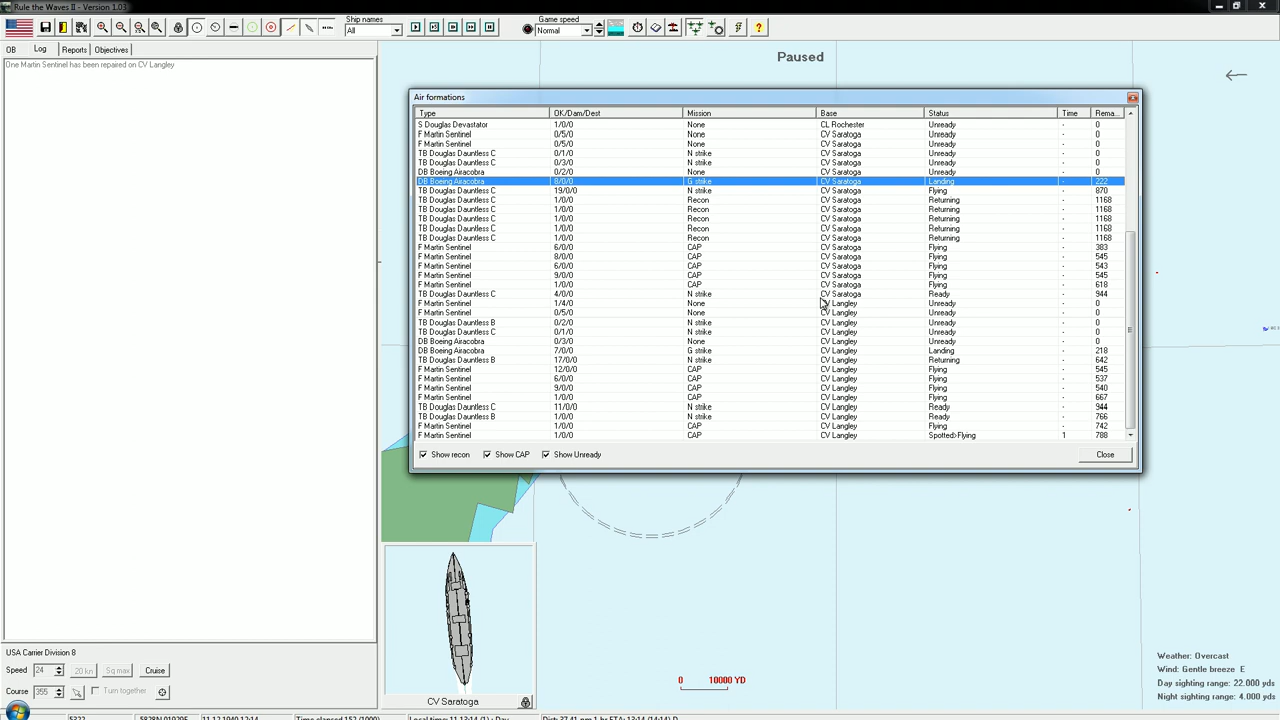 Rule the Waves II - Version 1.03
Ship names
All
Game speed
Normal
OB Log Reports Objectives
One Martin Sentinel has been repaired on CV Langley
Paused
Air formations
Type OK/Dam/Dest Mission Base Status Time Rema...
S Douglas Devastator 1/0/0 None CL Rochester Unready - 0
F Martin Sentinel 0/5/0 None CV Saratoga Unready - 0
F Martin Sentinel 0/5/0 None CV Saratoga Unready - 0
TB Douglas Dauntless C 0/1/0 N strike CV Saratoga Unready - 0
TB Douglas Dauntless C 0/3/0 N strike CV Saratoga Unready - 0
DB Boeing Airacobra 0/2/0 None CV Saratoga Unready - 0
DB Boeing Airacobra 8/0/0 G strike CV Saratoga Landing - 222
TB Douglas Dauntless C 19/0/0 N strike CV Saratoga Flying - 870
TB Douglas Dauntless C 1/0/0 Recon CV Saratoga Returning - 1168
TB Douglas Dauntless C 1/0/0 Recon CV Saratoga Returning - 1168
TB Douglas Dauntless C 1/0/0 Recon CV Saratoga Returning - 1168
TB Douglas Dauntless C 1/0/0 Recon CV Saratoga Returning - 1168
TB Douglas Dauntless C 1/0/0 Recon CV Saratoga Returning - 1168
F Martin Sentinel 6/0/0 CAP CV Saratoga Flying - 383
F Martin Sentinel 8/0/0 CAP CV Saratoga Flying - 545
F Martin Sentinel 6/0/0 CAP CV Saratoga Flying - 543
F Martin Sentinel 9/0/0 CAP CV Saratoga Flying - 545
F Martin Sentinel 1/0/0 CAP CV Saratoga Flying - 618
TB Douglas Dauntless C 4/0/0 N strike CV Saratoga Ready - 944
F Martin Sentinel 1/4/0 None CV Langley Unready - 0
F Martin Sentinel 0/5/0 None CV Langley Unready - 0
TB Douglas Dauntless B 0/2/0 N strike CV Langley Unready - 0
TB Douglas Dauntless C 0/1/0 N strike CV Langley Unready - 0
DB Boeing Airacobra 0/3/0 None CV Langley Unready - 0
DB Boeing Airacobra 7/0/0 G strike CV Langley Landing - 218
TB Douglas Dauntless B 17/0/0 N strike CV Langley Returning - 642
F Martin Sentinel 12/0/0 CAP CV Langley Flying - 545
F Martin Sentinel 6/0/0 CAP CV Langley Flying - 537
F Martin Sentinel 9/0/0 CAP CV Langley Flying - 540
F Martin Sentinel 1/0/0 CAP CV Langley Flying - 667
TB Douglas Dauntless C 11/0/0 N strike CV Langley Ready - 944
TB Douglas Dauntless B 1/0/0 N strike CV Langley Ready - 766
F Martin Sentinel 1/0/0 CAP CV Langley Flying - 742
F Martin Sentinel 1/0/0 CAP CV Langley Spotted>Flying 1 788
Show recon Show CAP Show Unready Close
USA Carrier Division 8
Speed 24 20 kn Sq max Cruise
Course 355 Turn together
CV Saratoga
0 10000 YD
Weather: Overcast
Wind: Gentle breeze E
Day sighting range: 22.000 yds
Night sighting range: 4.000 yds